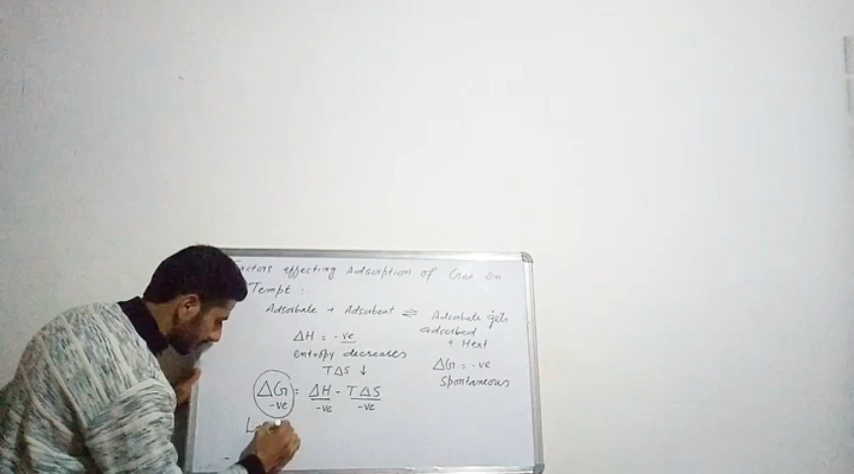 Factors effecting Adsorption of Gas On
Tempt :
Adsorbate + Adsorbent ⇌ Adsorbate gets
adsorbed
+ Heat
ΔH = -ve
entropy decreases
TΔS ↓
ΔG = -ve
spontaneous
ΔG = ΔH - TΔS
-ve -ve -ve
L